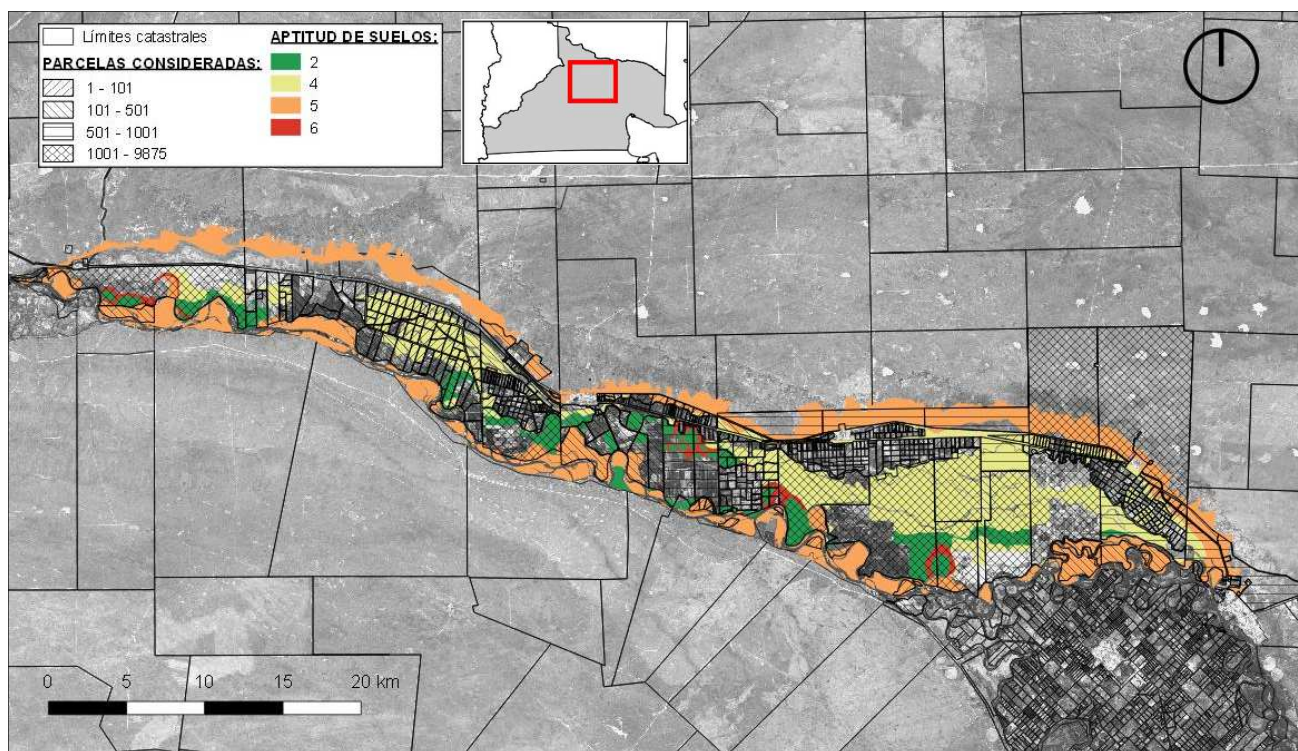 Límites catastrales
PARCELAS CONSIDERADAS:
1 - 101
101 - 501
501 - 1001
1001 - 9875
APTITUD DE SUELOS:
2
4
5
6
0 5 10 15 20 km